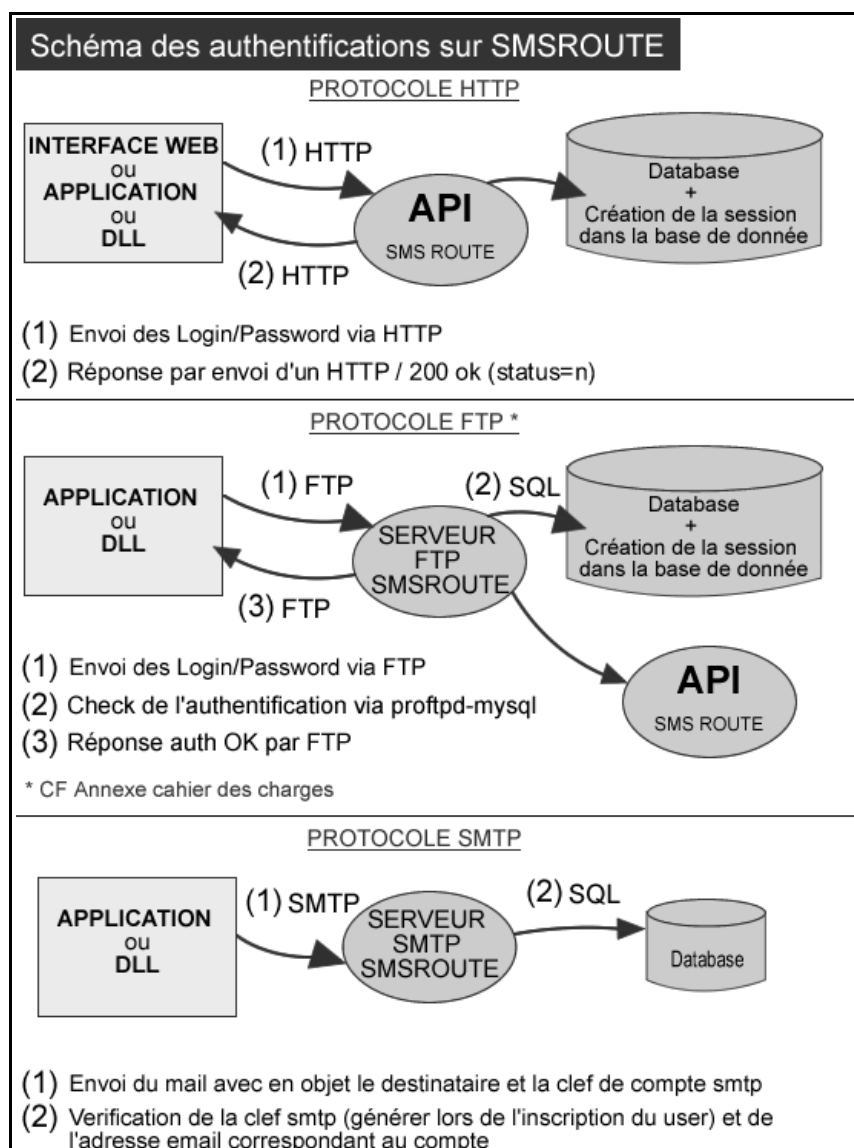 Schéma des authentifications sur SMSROUTE
PROTOCOLE HTTP
INTERFACE WEB
ou
APPLICATION
ou
DLL
(1) HTTP
(2) HTTP
API
SMS ROUTE
Database
+
Création de la session
dans la base de donnée
(1) Envoi des Login/Password via HTTP
(2) Réponse par envoi d'un HTTP / 200 ok (status=n)
PROTOCOLE FTP *
APPLICATION
ou
DLL
(1) FTP
(3) FTP
SERVEUR
FTP
SMSROUTE
(2) SQL
Database
+
Création de la session
dans la base de donnée
API
SMS ROUTE
(1) Envoi des Login/Password via FTP
(2) Check de l'authentification via proftpd-mysql
(3) Réponse auth OK par FTP
* CF Annexe cahier des charges
PROTOCOLE SMTP
APPLICATION
ou
DLL
(1) SMTP
SERVEUR
SMTP
SMSROUTE
(2) SQL
Database
(1) Envoi du mail avec en objet le destinataire et la clef de compte smtp
(2) Verification de la clef smtp (générer lors de l'inscription du user) et de
l'adresse email correspondant au compte